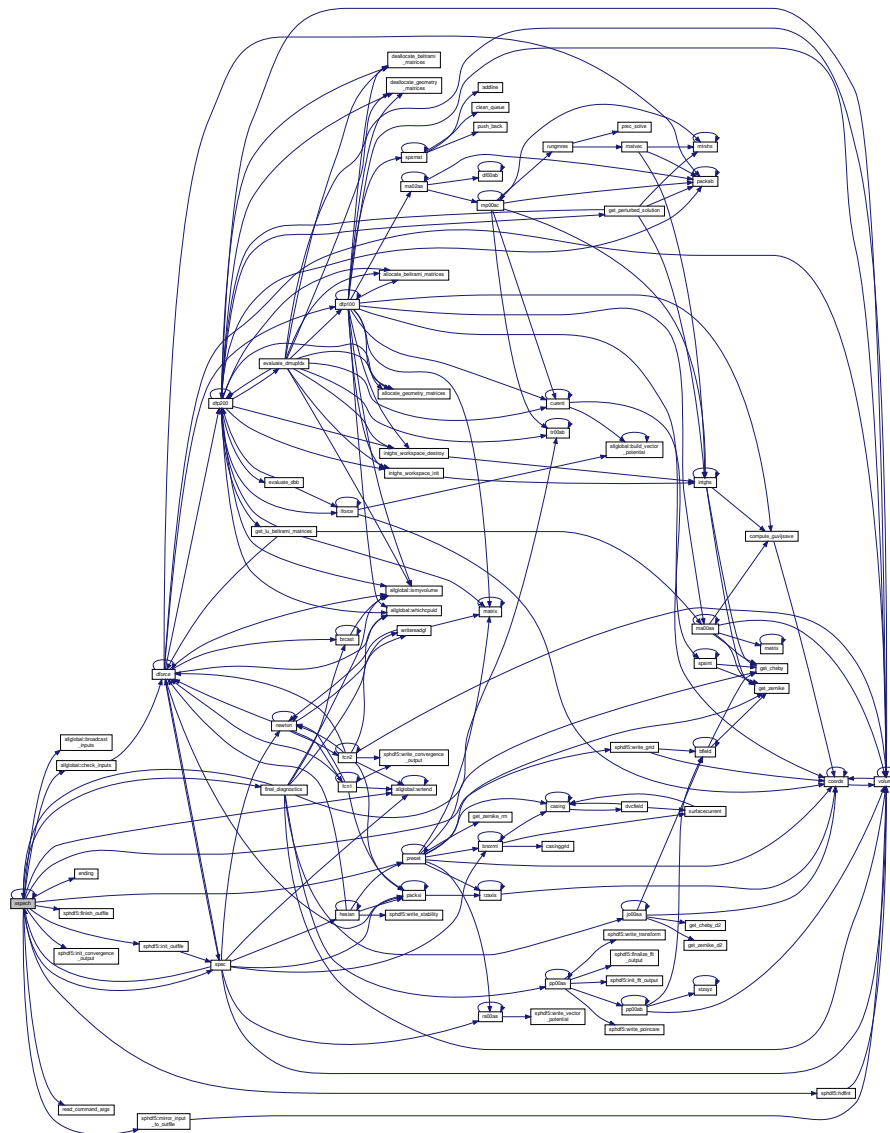 deallocate_beltrami
_matrices
deallocate_geometry
_matrices
addline
clean_queue
push_back
prec_solve
rungmres
matvec
mtrxhs
spsmat
df00ab
ma02aa
packab
mp00ac
get_perturbed_solution
allocate_beltrami_matrices
dfp100
evaluate_dmupfdx
allocate_geometry_matrices
dfp200
curent
tr00ab
allglobal::build_vector
_potential
intghs_workspace_destroy
intghs_workspace_init
evaluate_dbb
intghs
lforce
get_lu_beltrami_matrices
compute_guvijsave
allglobal::ismyvolume
allglobal::whichcpuid
matrix
writereadgf
ma00aa
brcast
matrix
spsint
get_cheby
dforce
get_zernike
newton
allglobal::broadcast
_inputs
fcn2
sphdf5::write_convergence
_output
sphdf5::write_grid
bfield
allglobal::check_inputs
coords
final_diagnostics
fcn1
allglobal::wrtend
casing
dvcfield
surfacecurrent
get_zernike_rm
bnorml
casinggrid
preset
ending
packxi
rzaxis
xspech
sphdf5::finish_outfile
hesian
sphdf5::write_stability
jo00aa
get_cheby_d2
get_zernike_d2
sphdf5::init_outfile
sphdf5::write_transform
sphdf5::init_convergence
_output
sphdf5::finalize_flt
_output
spec
pp00aa
sphdf5::init_flt_output
stzxyz
pp00ab
ra00aa
sphdf5::write_vector
_potential
sphdf5::write_poincare
sphdf5::hdfint
read_command_args
sphdf5::mirror_input
_to_outfile